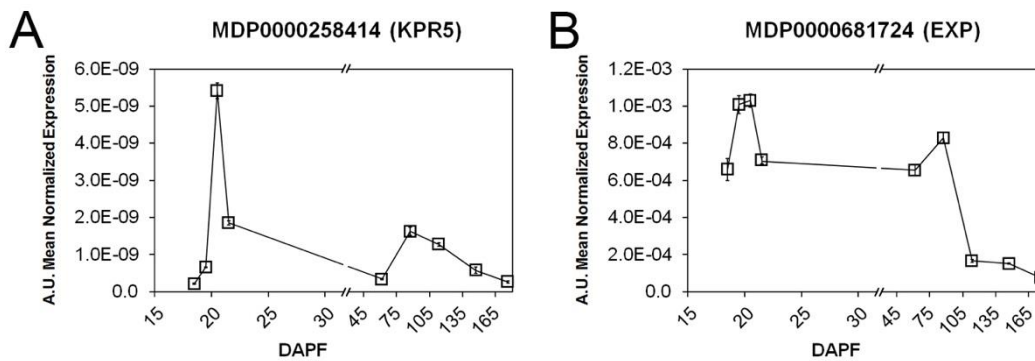 A
MDP0000258414 (KPR5)
A.U. Mean Normalized Expression
6.0E-09
5.0E-09
4.0E-09
3.0E-09
2.0E-09
1.0E-09
0.0
15 20 25 30 45 75 105 135 165
DAPF
B
MDP0000681724 (EXP)
A.U. Mean Normalized Expression
1.2E-03
1.0E-03
8.0E-04
6.0E-04
4.0E-04
2.0E-04
0.0
15 20 25 30 45 75 105 135 165
DAPF